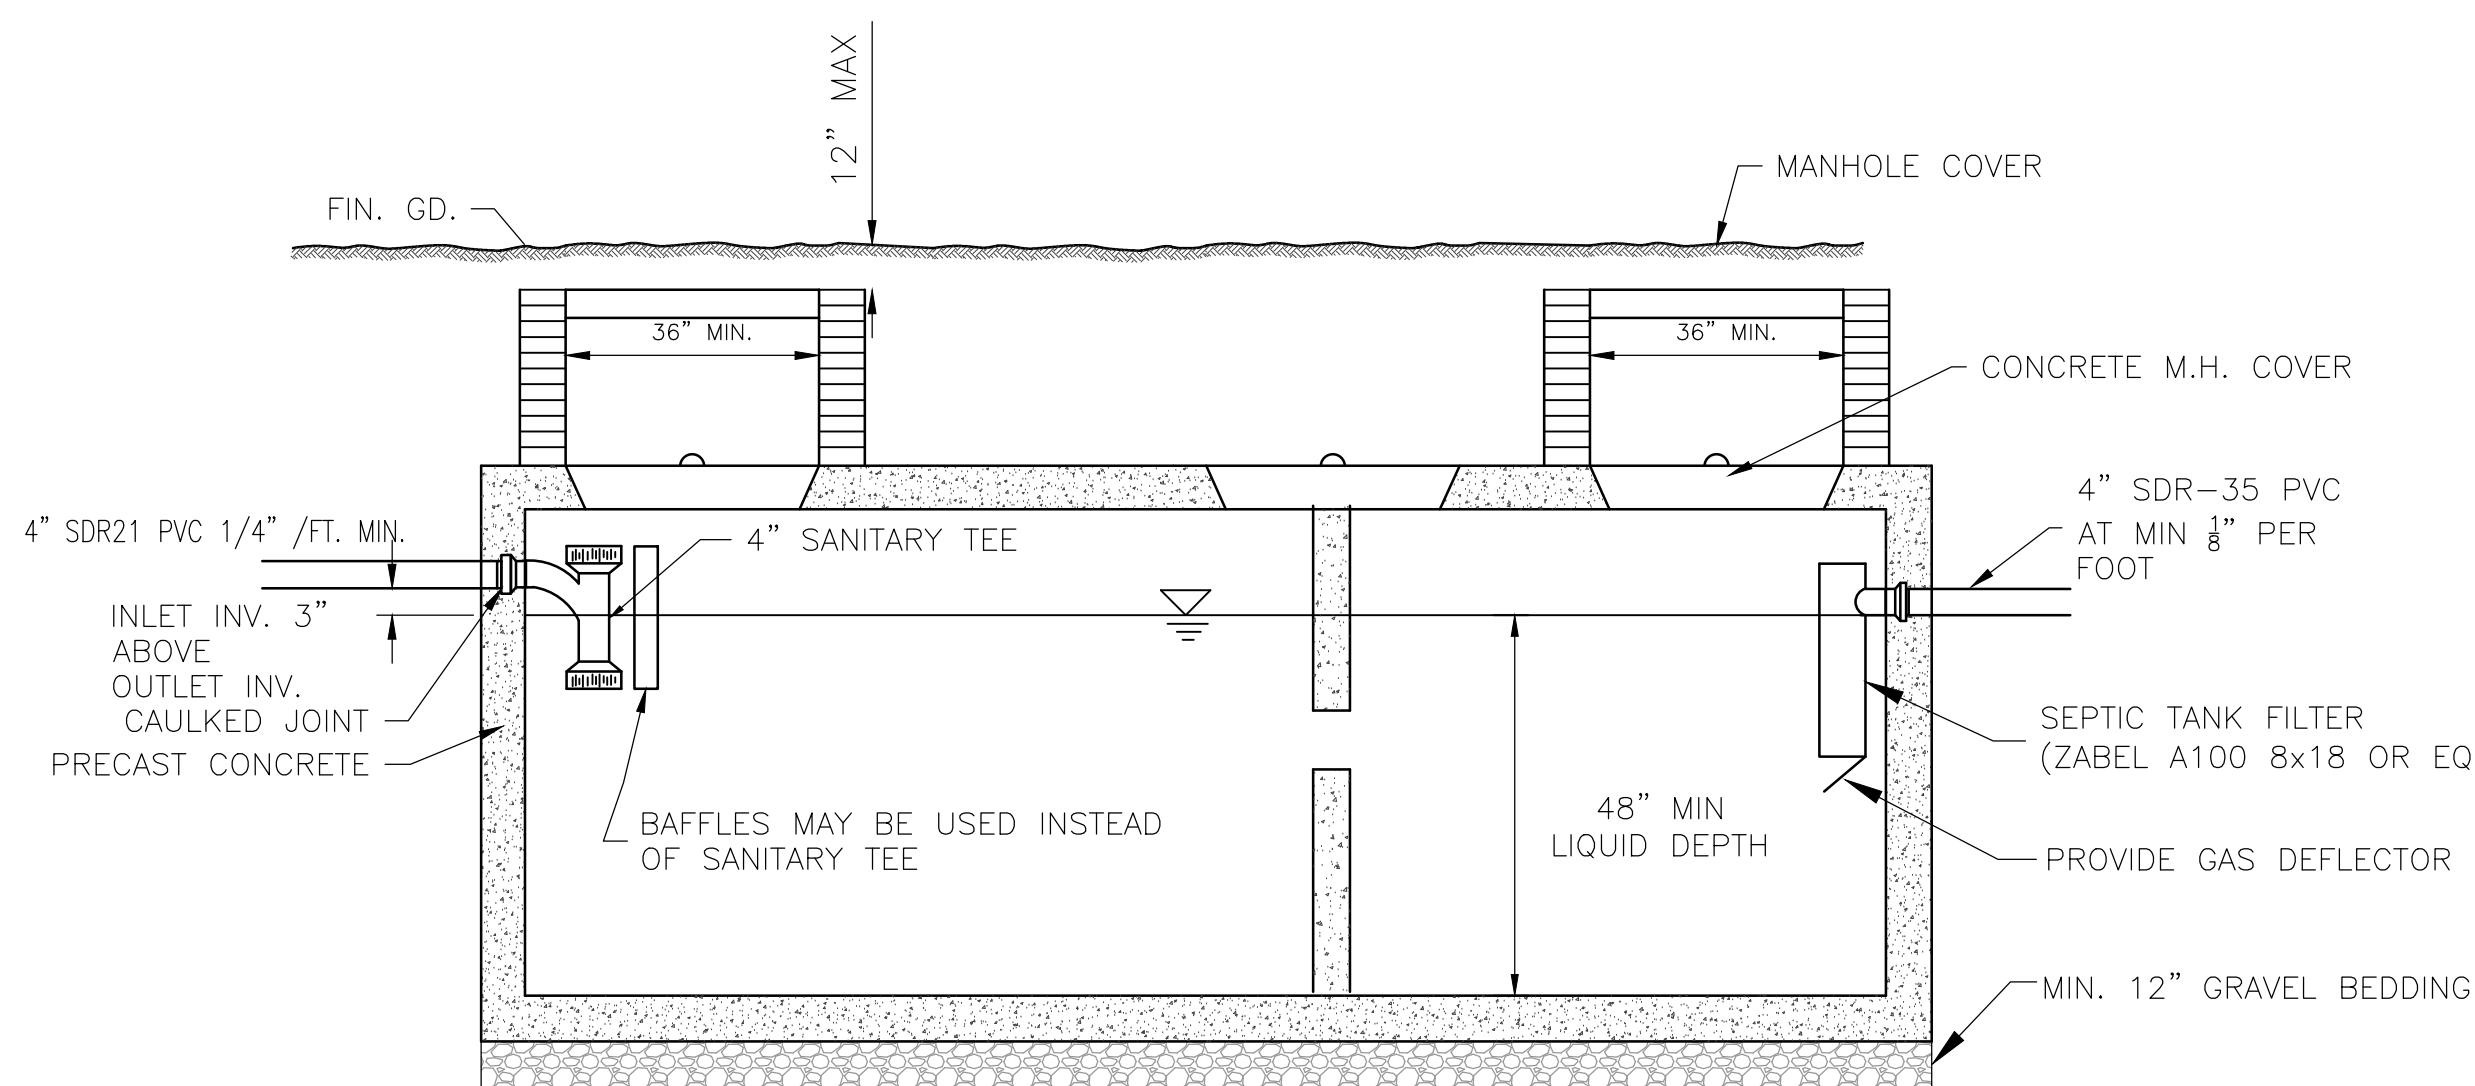 12” MAX
MANHOLE COVER
FIN. GD.
36” MIN.
36” MIN.
CONCRETE M.H. COVER
4” SDR21 PVC 1/4” /FT. MIN.
4” SANITARY TEE
4” SDR-35 PVC
AT MIN 1/8” PER
FOOT
INLET INV. 3”
ABOVE
OUTLET INV.
CAULKED JOINT
PRECAST CONCRETE
SEPTIC TANK FILTER
(ZABEL A100 8x18 OR EQ
BAFFLES MAY BE USED INSTEAD
OF SANITARY TEE
48” MIN
LIQUID DEPTH
PROVIDE GAS DEFLECTOR
MIN. 12” GRAVEL BEDDING